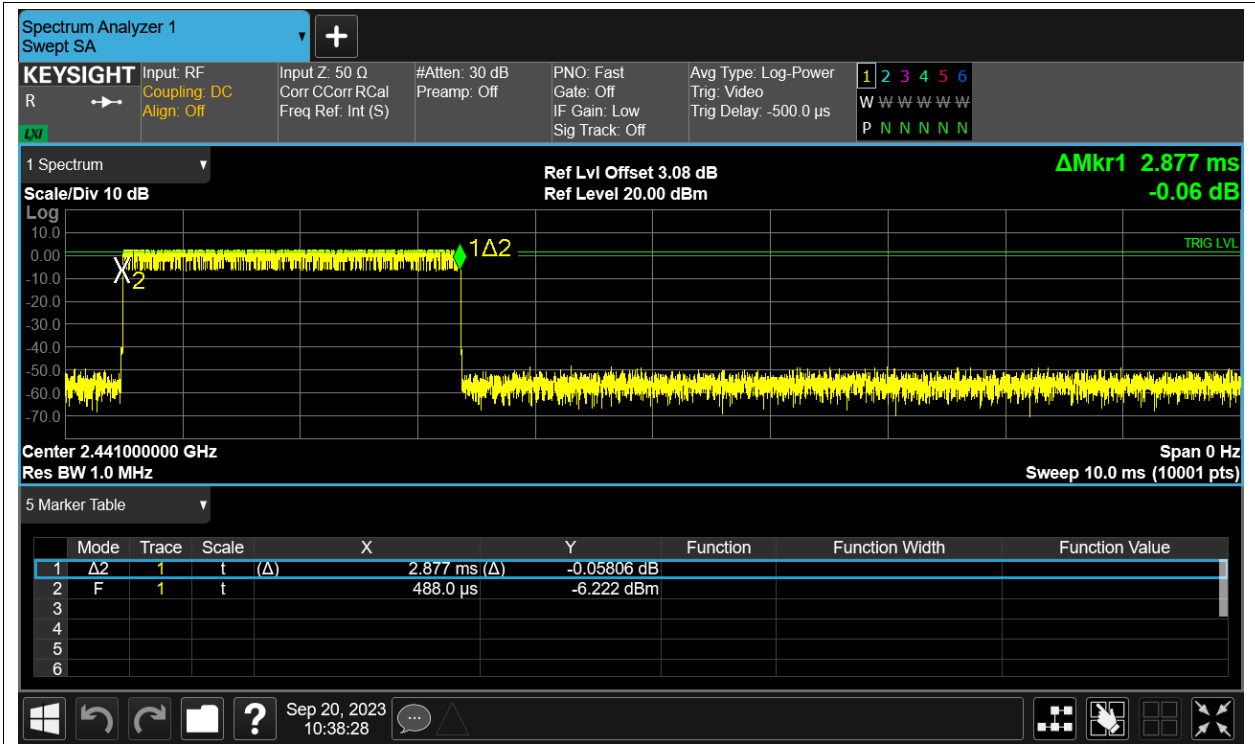 Spectrum Analyzer 1
Swept SA
KEYSIGHT
R
LXI
Input: RF
Coupling: DC
Align: Off
Input Z: 50 Ω
Corr CCorr RCal
Freq Ref: Int (S)
#Atten: 30 dB
Preamp: Off
PNO: Fast
Gate: Off
IF Gain: Low
Sig Track: Off
Avg Type: Log-Power
Trig: Video
Trig Delay: -500.0 µs
1 2 3 4 5 6
W W W W W W
P N N N N N
1 Spectrum
Scale/Div 10 dB
Ref Lvl Offset 3.08 dB
Ref Level 20.00 dBm
ΔMkr1 2.877 ms
-0.06 dB
Log
10.0
0.00
-10.0
-20.0
-30.0
-40.0
-50.0
-60.0
-70.0
1Δ2
2
TRIG LVL
Center 2.441000000 GHz
Span 0 Hz
Res BW 1.0 MHz
Sweep 10.0 ms (10001 pts)
5 Marker Table
Mode Trace Scale X Y Function Function Width Function Value
1 Δ2 1 t (Δ) 2.877 ms (Δ) -0.05806 dB
2 F 1 t 488.0 µs -6.222 dBm
3
4
5
6
?
Sep 20, 2023
10:38:28